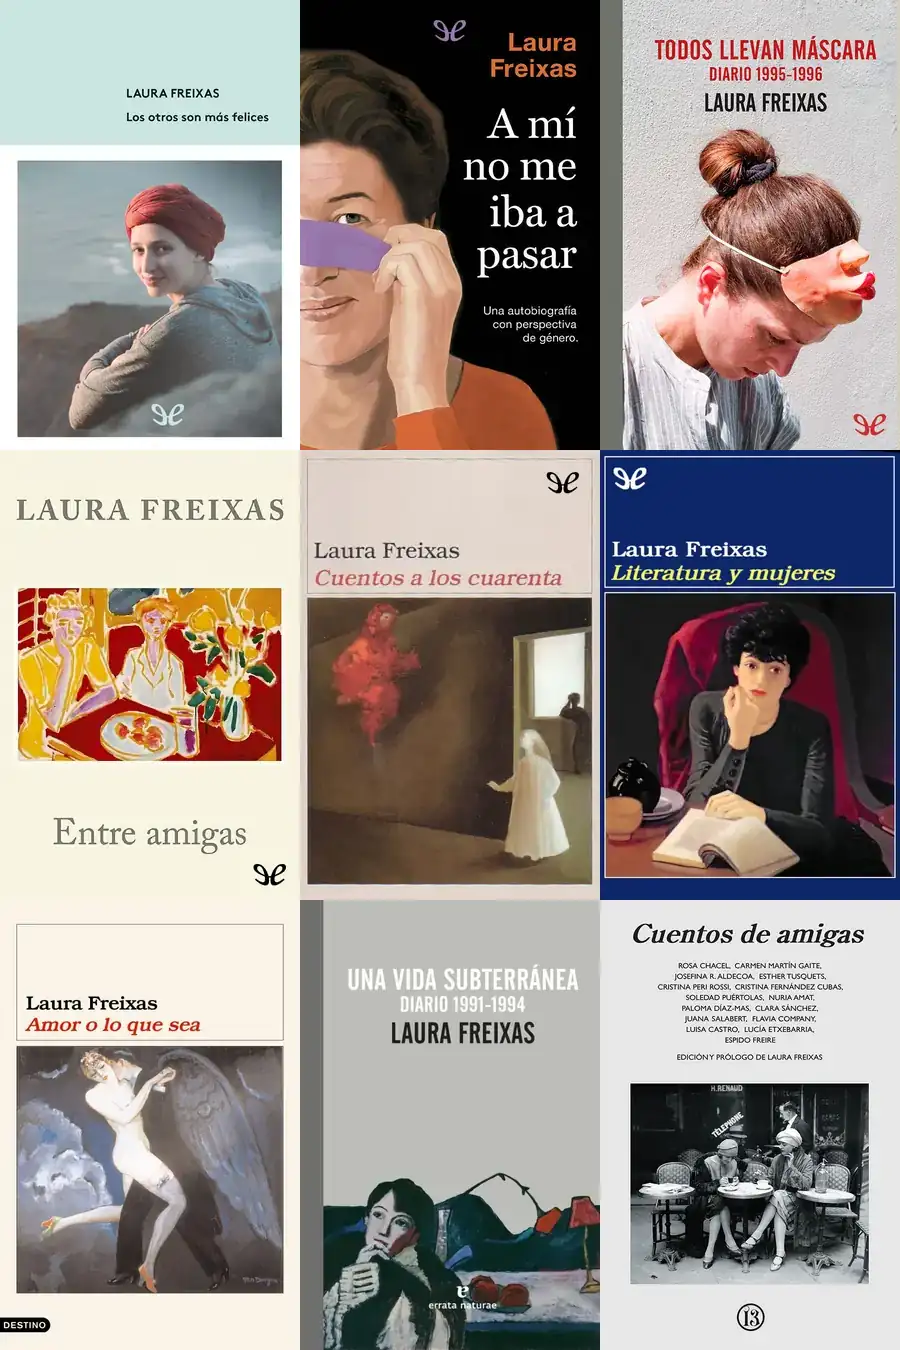 LAURA FREIXAS
Los otros son más felices
Laura
Freixas
A mí
no me
iba a
pasar
Una autobiografía
con perspectiva
de género.
TODOS LLEVAN MÁSCARA
DIARIO 1995-1996
LAURA FREIXAS
LAURA FREIXAS
Entre amigas
Laura Freixas
Cuentos a los cuarenta
Laura Freixas
Literatura y mujeres
Laura Freixas
Amor o lo que sea
DESTINO
UNA VIDA SUBTERRÁNEA
DIARIO 1991-1994
LAURA FREIXAS
errata naturae
Cuentos de amigas
ROSA CHACEL, CARMEN MARTÍN GAITE,
JOSEFINA R. ALDECOA, ESTHER TUSQUETS,
CRISTINA PERI ROSSI, CRISTINA FERNÁNDEZ CUBAS,
SOLEDAD PUÉRTOLAS, NURIA AMAT,
PALOMA DÍAZ-MAS, CLARA SÁNCHEZ,
JUANA SALABERT, FLAVIA COMPANY,
LUISA CASTRO, LUCÍA ETXEBARRIA,
ESPIDO FREIRE
EDICIÓN Y PRÓLOGO DE LAURA FREIXAS
H. RENAUD
TÉLÉPHONE
13